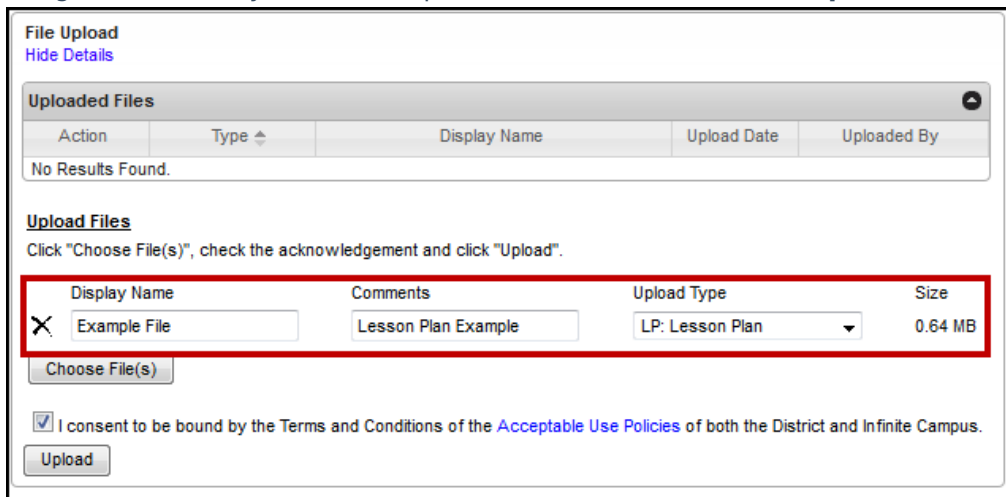 File Upload
Hide Details
Uploaded Files
Action Type Display Name Upload Date Uploaded By
No Results Found.
Upload Files
Click "Choose File(s)", check the acknowledgement and click "Upload".
Display Name Comments Upload Type Size
Example File Lesson Plan Example LP: Lesson Plan 0.64 MB
Choose File(s)
I consent to be bound by the Terms and Conditions of the Acceptable Use Policies of both the District and Infinite Campus.
Upload